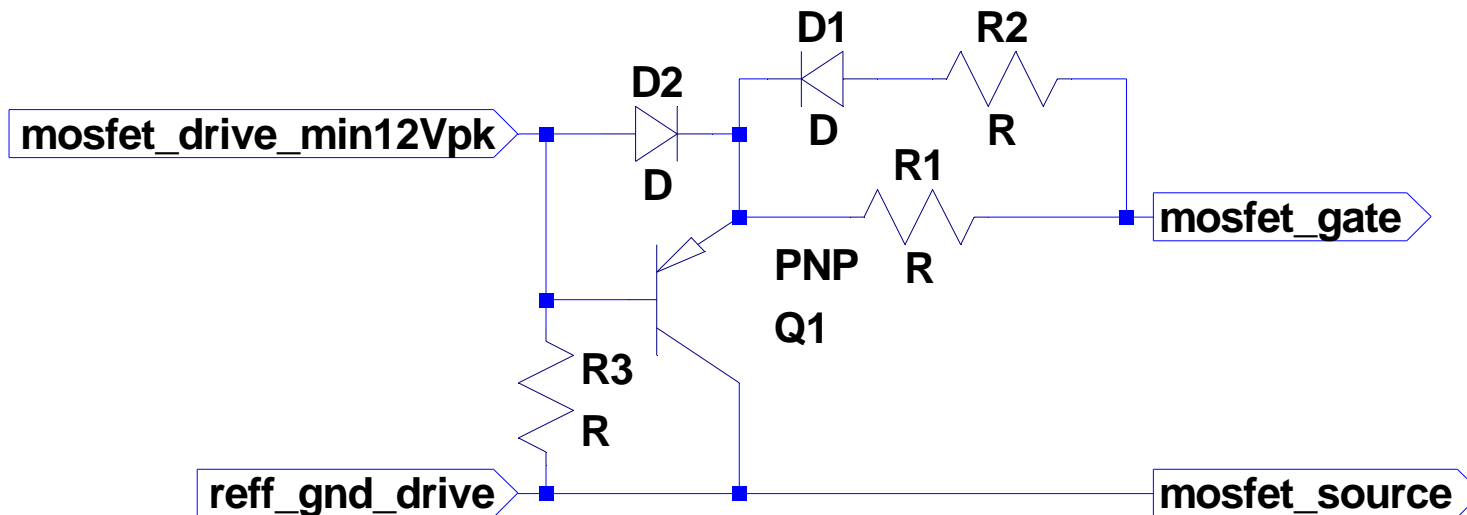 D1
R2
D2
mosfet_drive_min12Vpk
D
R
D
R1
mosfet_gate
PNP
R
Q1
R3
R
reff_gnd_drive
mosfet_source